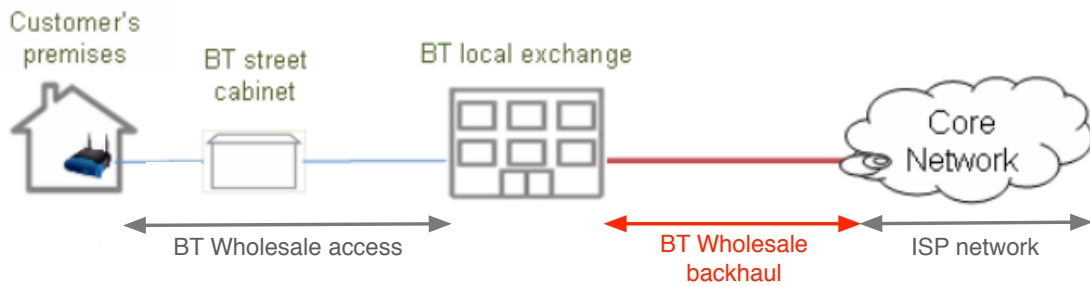 Customer's
premises
BT street
cabinet
BT local exchange
Core
Network
BT Wholesale access
BT Wholesale
backhaul
ISP network